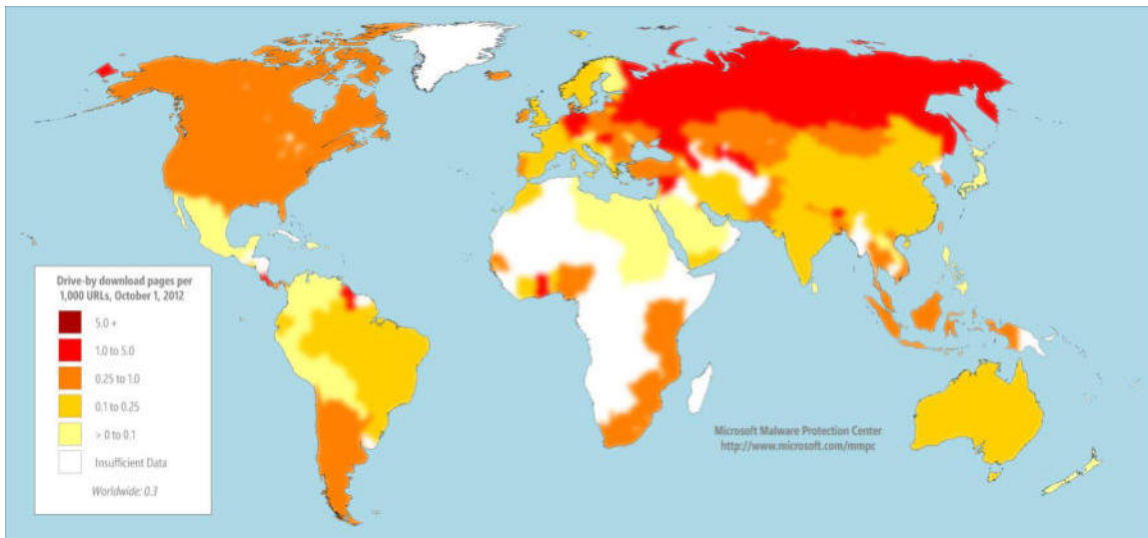 Drive-by download pages per
1,000 URLs, October 1, 2012
5.0 +
1.0 to 5.0
0.25 to 1.0
0.1 to 0.25
> 0 to 0.1
Insufficient Data
Worldwide: 0.3
Microsoft Malware Protection Center
http://www.microsoft.com/mmpc